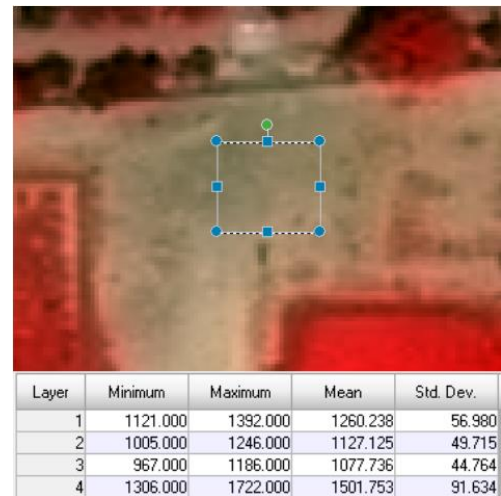 Layer Minimum Maximum Mean Std. Dev.
1 1121.000 1392.000 1260.238 56.980
2 1005.000 1246.000 1127.125 49.715
3 967.000 1186.000 1077.736 44.764
4 1306.000 1722.000 1501.753 91.634